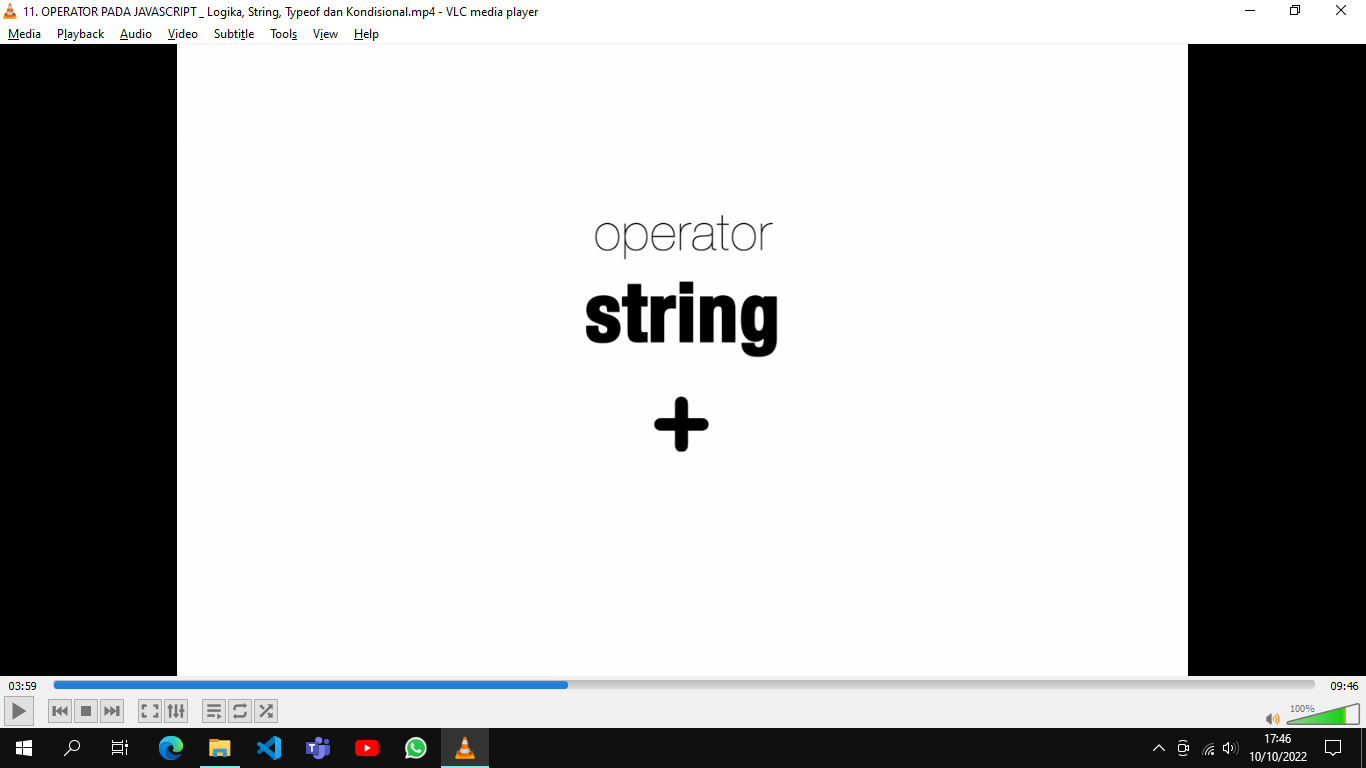 11. OPERATOR PADA JAVASCRIPT _ Logika, String, Typeof dan Kondisional.mp4 - VLC media player
Media Playback Audio Video Subtitle Tools View Help
operator
string
+
03:59 09:46
100%
17:46
10/10/2022